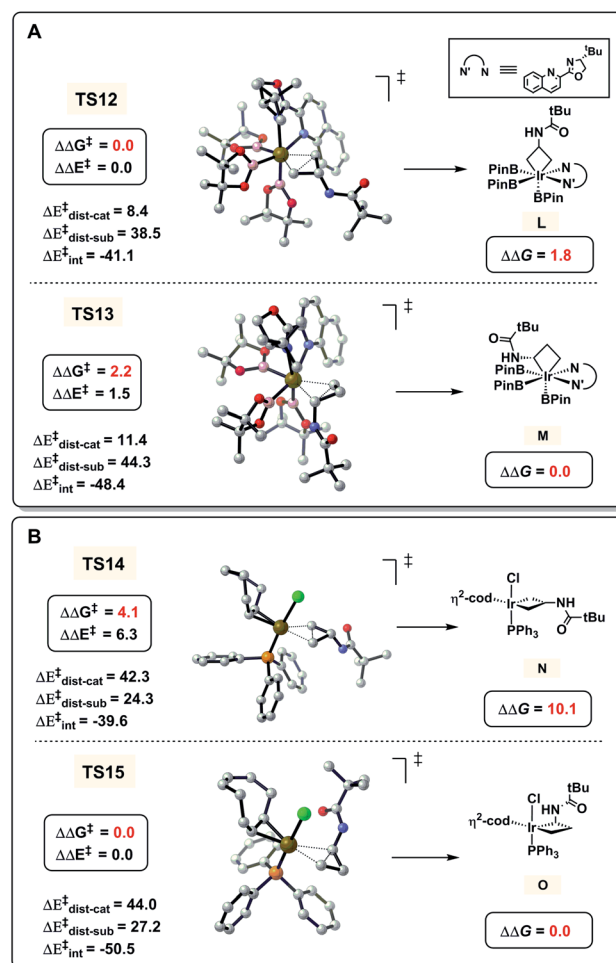 A
N' N ≡ N N O tBu
TS12
‡
ΔΔG‡ = 0.0
ΔΔE‡ = 0.0
ΔE‡dist-cat = 8.4
ΔE‡dist-sub = 38.5
ΔE‡int = -41.1
tBu
HN O
PinB Ir N
PinB N'
BPin
L
ΔΔG = 1.8
TS13
‡
ΔΔG‡ = 2.2
ΔΔE‡ = 1.5
ΔE‡dist-cat = 11.4
ΔE‡dist-sub = 44.3
ΔE‡int = -48.4
tBu
O
HN
PinB Ir N
PinB N'
BPin
M
ΔΔG = 0.0
B
TS14
‡
ΔΔG‡ = 4.1
ΔΔE‡ = 6.3
ΔE‡dist-cat = 42.3
ΔE‡dist-sub = 24.3
ΔE‡int = -39.6
Cl
η2-cod Ir NH
PPh3 O tBu
N
ΔΔG = 10.1
TS15
‡
ΔΔG‡ = 0.0
ΔΔE‡ = 0.0
ΔE‡dist-cat = 44.0
ΔE‡dist-sub = 27.2
ΔE‡int = -50.5
tBu
Cl HN O
η2-cod Ir
PPh3
O
ΔΔG = 0.0